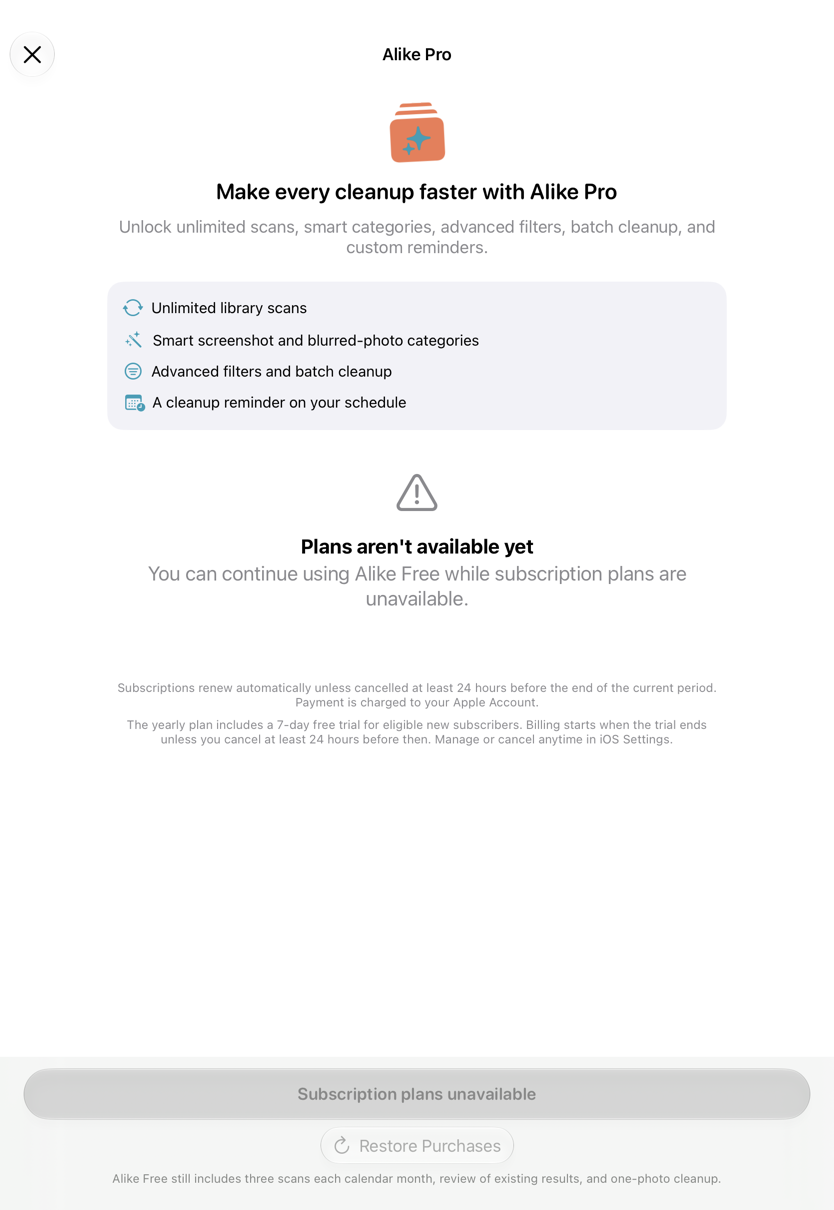 Alike Pro
Make every cleanup faster with Alike Pro
Unlock unlimited scans, smart categories, advanced filters, batch cleanup, and
custom reminders.
Unlimited library scans
Smart screenshot and blurred-photo categories
Advanced filters and batch cleanup
A cleanup reminder on your schedule
Plans aren't available yet
You can continue using Alike Free while subscription plans are
unavailable.
Subscriptions renew automatically unless cancelled at least 24 hours before the end of the current period.
Payment is charged to your Apple Account.
The yearly plan includes a 7-day free trial for eligible new subscribers. Billing starts when the trial ends
unless you cancel at least 24 hours before then. Manage or cancel anytime in iOS Settings.
Subscription plans unavailable
Restore Purchases
Alike Free still includes three scans each calendar month, review of existing results, and one-photo cleanup.